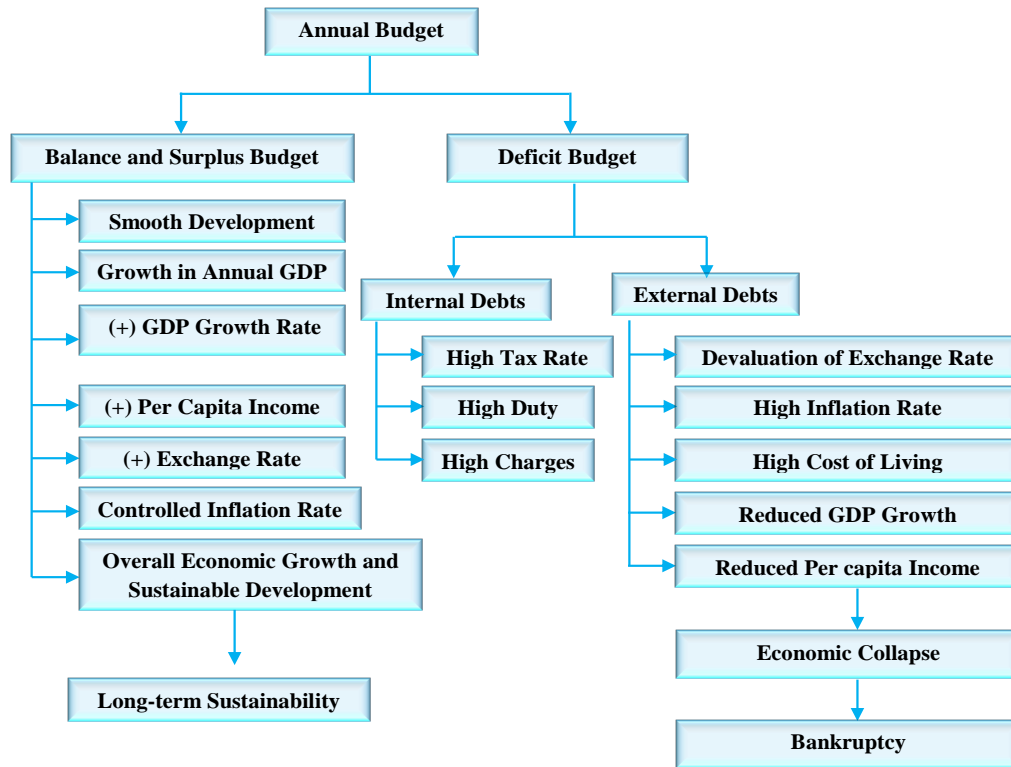 Annual Budget
Balance and Surplus Budget
Smooth Development
Growth in Annual GDP
(+) GDP Growth Rate
(+) Per Capita Income
(+) Exchange Rate
Controlled Inflation Rate
Overall Economic Growth and
Sustainable Development
Long-term Sustainability
Deficit Budget
Internal Debts
High Tax Rate
High Duty
High Charges
External Debts
Devaluation of Exchange Rate
High Inflation Rate
High Cost of Living
Reduced GDP Growth
Reduced Per capita Income
Economic Collapse
Bankruptcy